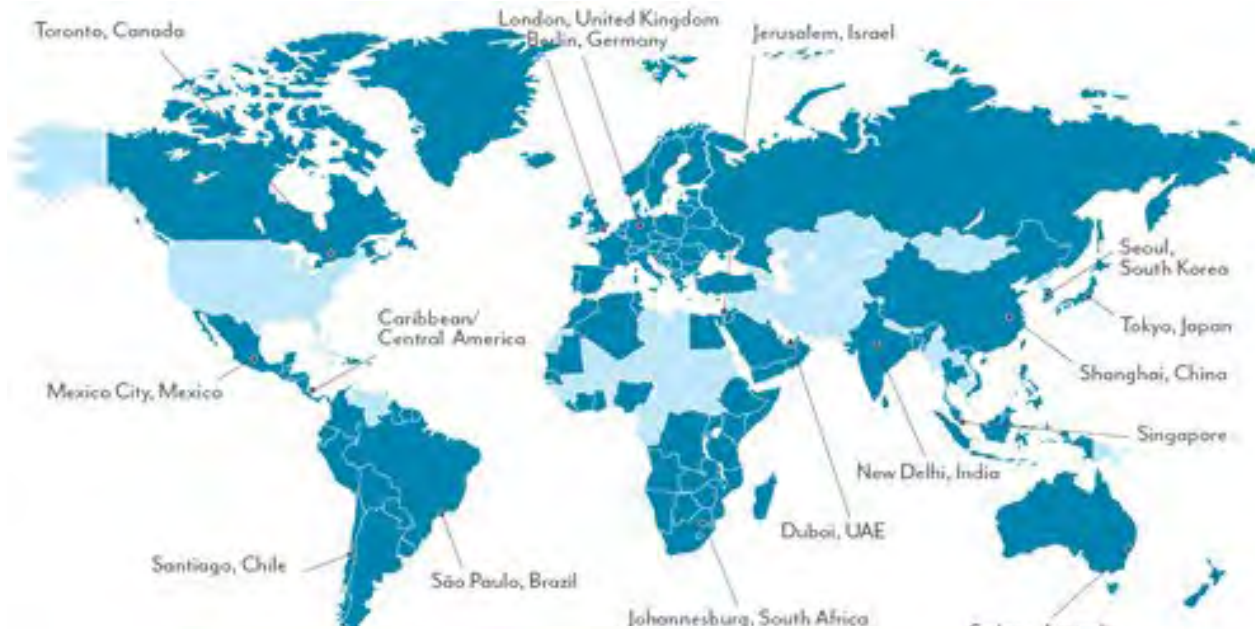 London, United Kingdom
Berlin, Germany
Toronto, Canada
Jerusalem, Israel
Seoul,
South Korea
Caribbean/
Central America
Tokyo, Japan
Shanghai, China
Mexico City, Mexico
Singapore
New Delhi, India
Dubai, UAE
Santiago, Chile
São Paulo, Brazil
Johannesburg, South Africa